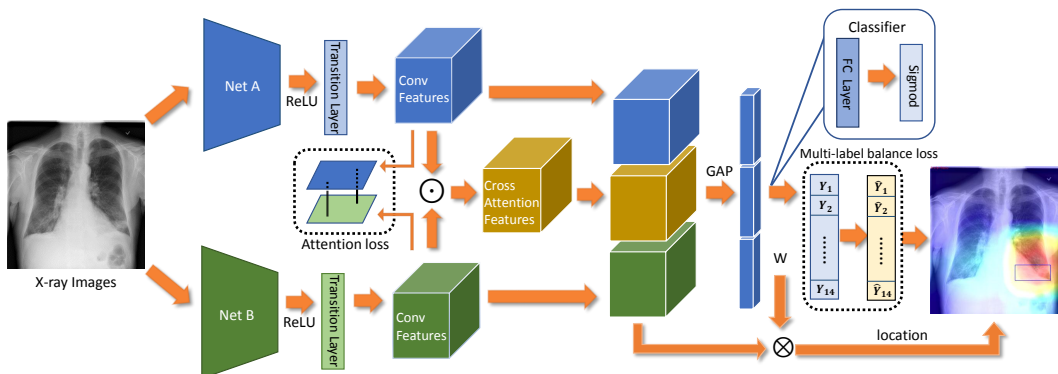 Net A
ReLU
Transition Layer
Conv
Features
Classifier
FC Layer
Sigmod
X-ray Images
Attention loss
⊙
Cross
Attention
Features
GAP
Multi-label balance loss
Y₁
Y₂
......
Y₁₄
Ŷ₁
Ŷ₂
......
Ŷ₁₄
W
Net B
ReLU
Transition Layer
Conv
Features
⊗
location